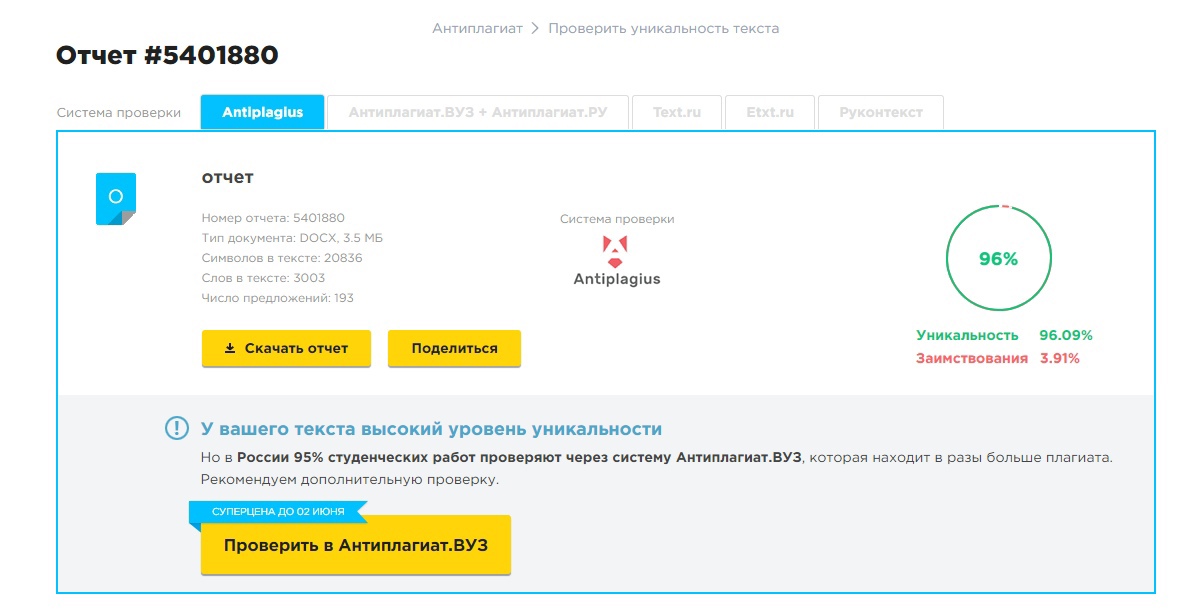 Антиплагиат > Проверить уникальность текста
Отчет #5401880
Система проверки Antiplagius Антиплагиат.ВУЗ + Антиплагиат.РУ Text.ru Etxt.ru Руконтекст
отчет
Номер отчета: 5401880
Тип документа: DOCX, 3.5 МБ
Символов в тексте: 20836
Слов в тексте: 3003
Число предложений: 193
Скачать отчет Поделиться
Система проверки
Antiplagius
96%
Уникальность 96.09%
Заимствования 3.91%
У вашего текста высокий уровень уникальности
Но в России 95% студенческих работ проверяют через систему Антиплагиат.ВУЗ, которая находит в разы больше плагиата.
Рекомендуем дополнительную проверку.
СУПЕРЦЕНА ДО 02 ИЮНЯ
Проверить в Антиплагиат.ВУЗ